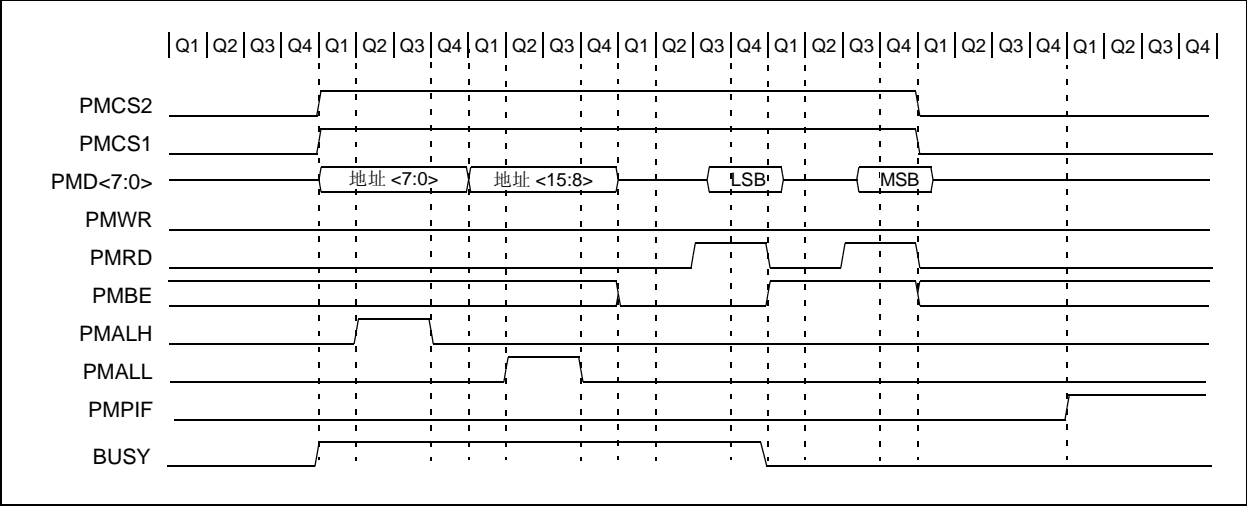 Q1 Q2 Q3 Q4 Q1 Q2 Q3 Q4 Q1 Q2 Q3 Q4 Q1 Q2 Q3 Q4 Q1 Q2 Q3 Q4 Q1 Q2 Q3 Q4 Q1 Q2 Q3 Q4
PMCS2
PMCS1
PMD<7:0> 地址 <7:0> 地址 <15:8> LSB MSB
PMWR
PMRD
PMBE
PMALH
PMALL
PMPIF
BUSY